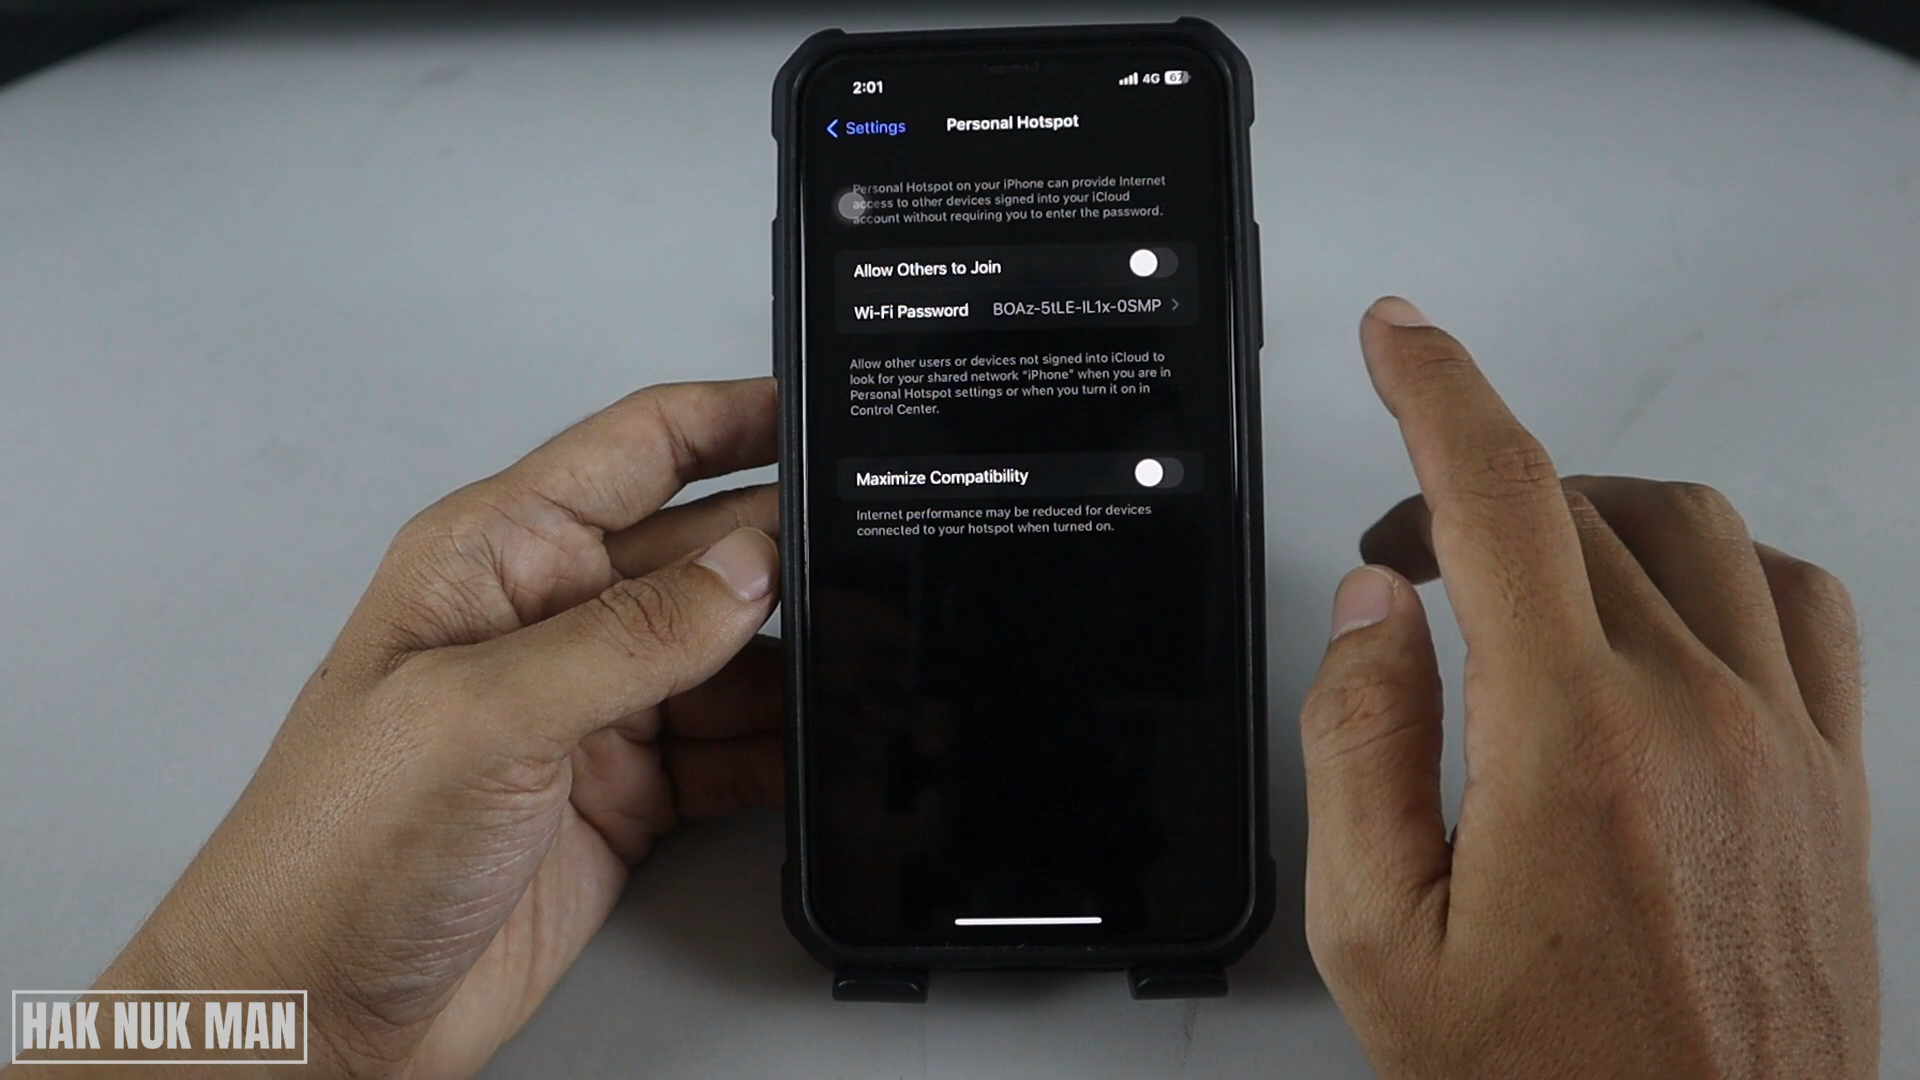 2:01
4G 67
Settings
Personal Hotspot
Personal Hotspot on your iPhone can provide Internet
access to other devices signed into your iCloud
account without requiring you to enter the password.
Allow Others to Join
Wi-Fi Password BOAz-5tLE-IL1x-0SMP
Allow other users or devices not signed into iCloud to
look for your shared network "iPhone" when you are in
Personal Hotspot settings or when you turn it on in
Control Center.
Maximize Compatibility
Internet performance may be reduced for devices
connected to your hotspot when turned on.
HAK NUK MAN